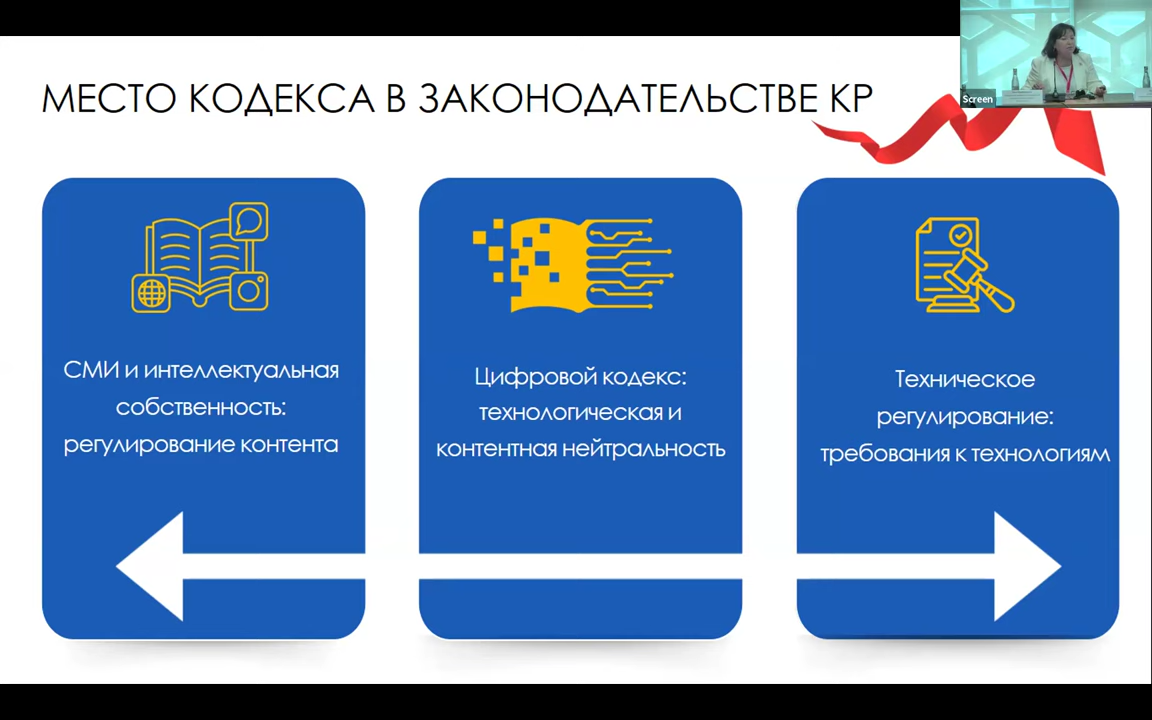 МЕСТО КОДЕКСА В ЗАКОНОДАТЕЛЬСТВЕ КР
Screen
СМИ и интеллектуальная
собственность:
регулирование контента
Цифровой кодекс:
технологическая и
контентная нейтральность
Техническое
регулирование:
требования к технологиям